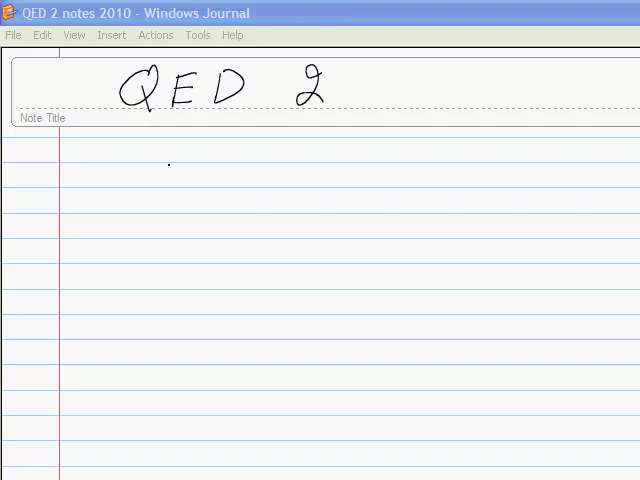 QED 2 notes 2010 - Windows Journal
File Edit View Insert Actions Tools Help
QED 2
Note Title